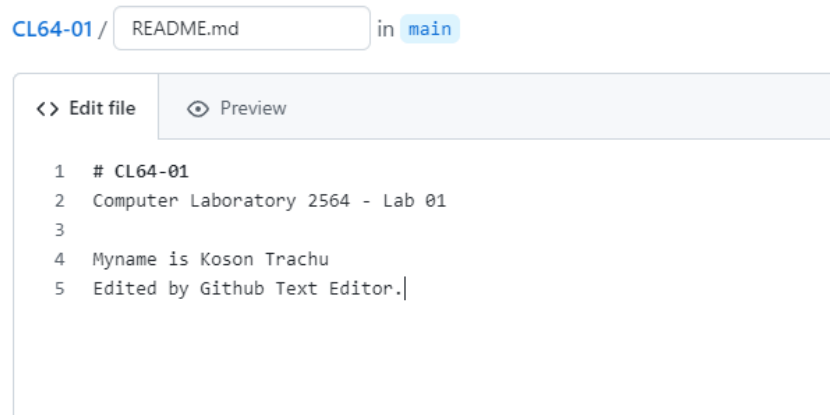 CL64-01 / README.md in main
<> Edit file Preview
1 # CL64-01
2 Computer Laboratory 2564 - Lab 01
3
4 Myname is Koson Trachu
5 Edited by Github Text Editor.